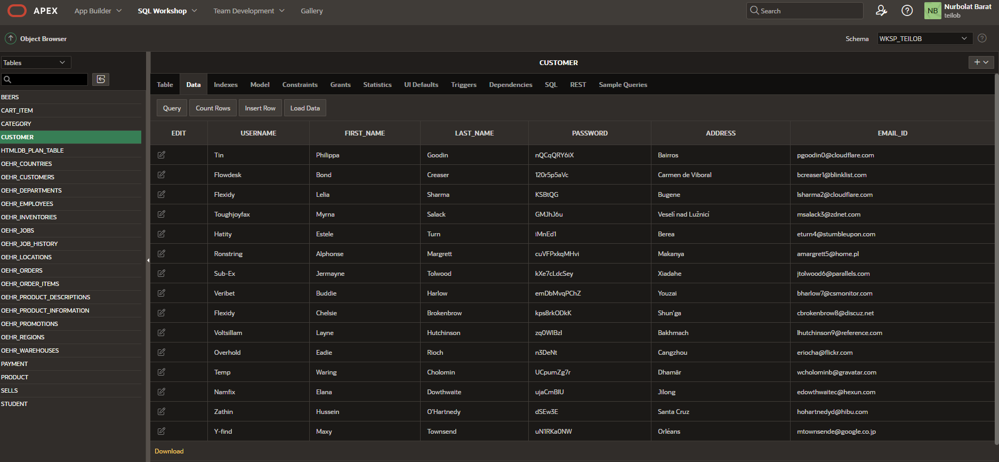 APEX App Builder SQL Workshop Team Development Gallery Search NB Nurbolat Barat
teilob
Object Browser Schema WKSP_TEILOB
Tables
CUSTOMER
Table Data Indexes Model Constraints Grants Statistics UI Defaults Triggers Dependencies SQL REST Sample Queries
Query Count Rows Insert Row Load Data
BEERS
CART_ITEM
CATEGORY
CUSTOMER
HTMLDB_PLAN_TABLE
OEHR_COUNTRIES
OEHR_CUSTOMERS
OEHR_DEPARTMENTS
OEHR_EMPLOYEES
OEHR_INVENTORIES
OEHR_JOBS
OEHR_JOB_HISTORY
OEHR_LOCATIONS
OEHR_ORDERS
OEHR_ORDER_ITEMS
OEHR_PRODUCT_DESCRIPTIONS
OEHR_PRODUCT_INFORMATION
OEHR_PROMOTIONS
OEHR_REGIONS
OEHR_WAREHOUSES
PAYMENT
PRODUCT
SELLS
STUDENT
EDIT USERNAME FIRST_NAME LAST_NAME PASSWORD ADDRESS EMAIL_ID
Tin Philippa Goodin nQCqQRY6iX Bairros pgoodin0@cloudflare.com
Flowdesk Bond Creaser 120r5p5aVc Carmen de Viboral bcreaser1@blinklist.com
Flexidy Lelia Sharma KSBtQG Bugene lsharma2@cloudflare.com
Toughjoyfax Myrna Salack GMJhJ6u Veselí nad Lužnicí msalack3@zdnet.com
Hatity Estele Turn iMnEd1 Berea eturn4@stumbleupon.com
Ronstring Alphonse Margrett cuVFPxkqMHvi Makanya amargrett5@home.pl
Sub-Ex Jermayne Tolwood kXe7cLdcSey Xiadahe jtolwood6@parallels.com
Veribet Buddie Harlow emDbMvqPChZ Youzai bharlow7@csmonitor.com
Flexidy Chelsie Brokenbrow kps8rkODkK Shun'ga cbrokenbrow8@discuz.net
Voltsillam Layne Hutchinson zq0WIBzI Bakhmach lhutchinson9@reference.com
Overhold Eadie Rioch n3DeNt Cangzhou eriocha@flickr.com
Temp Waring Cholomin UCpumZg7r Dhamār wcholominb@gravatar.com
Namfix Elana Dowthwaite ujaCmBIU Jilong edowthwaitec@hexun.com
Zathin Hussein O'Hartnedy dSEw3E Santa Cruz hohartnedyd@hibu.com
Y-find Maxy Townsend uN1RKa0NW Orléans mtownsende@google.co.jp
Download